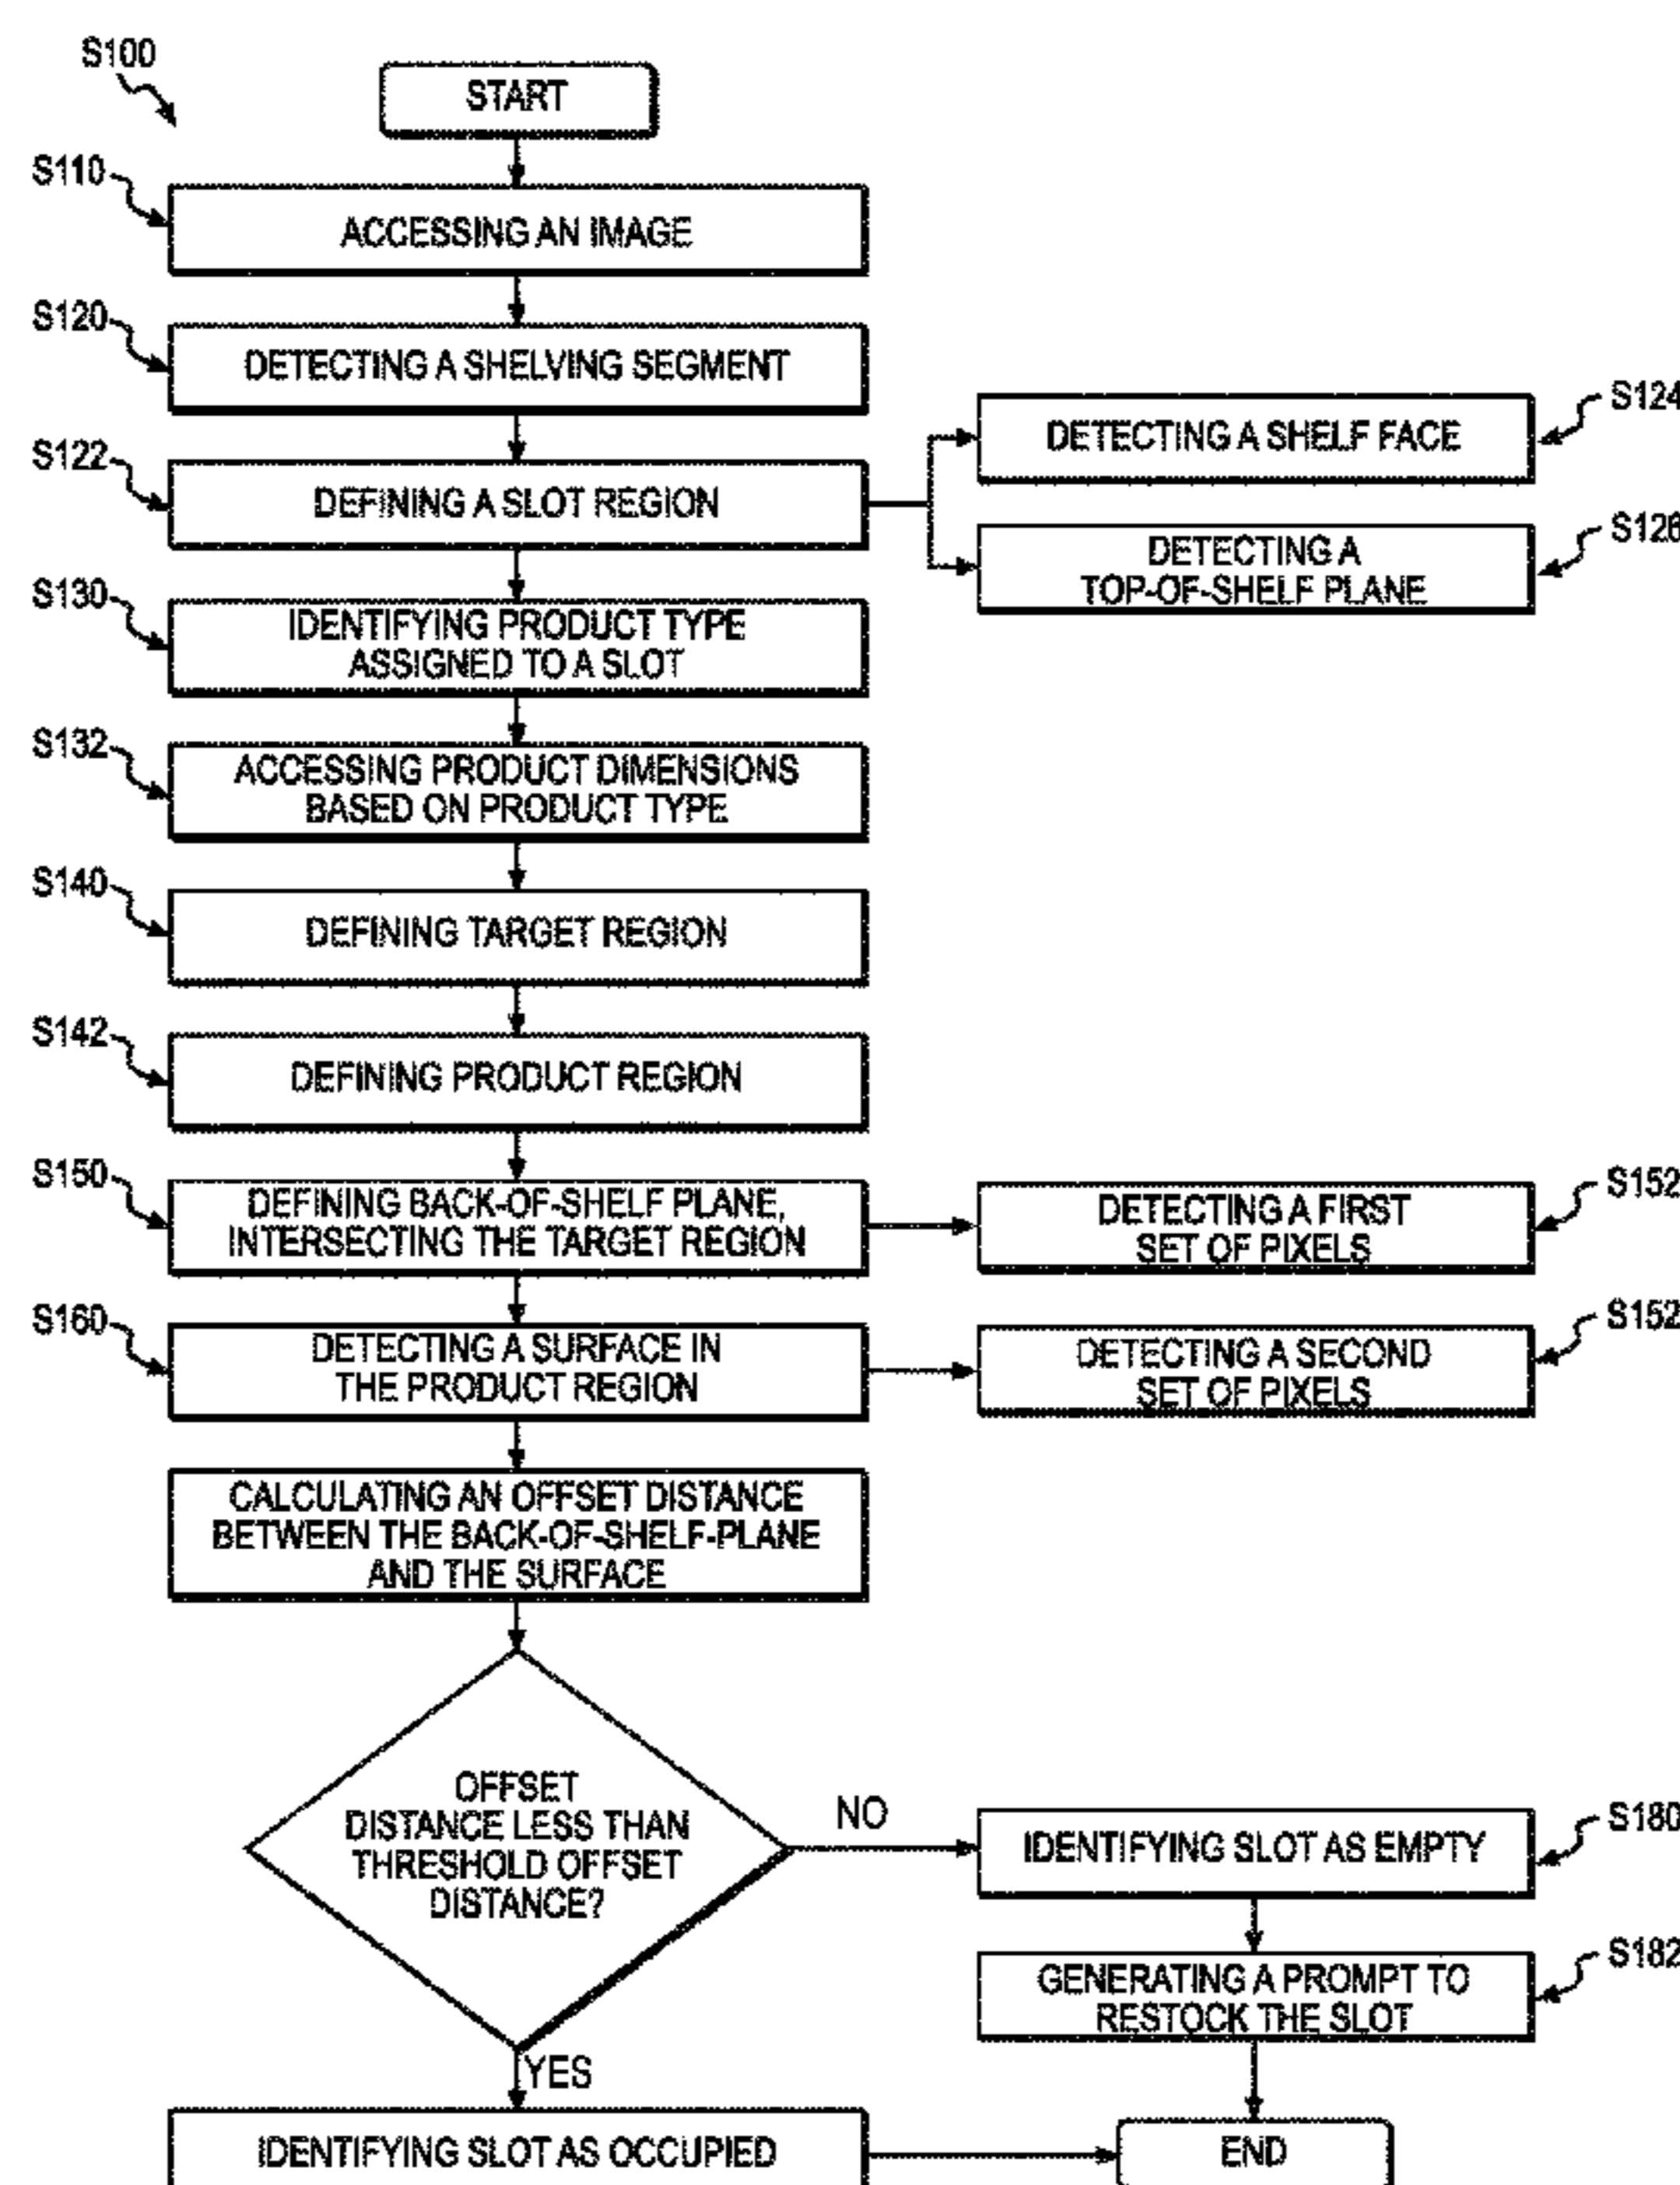 S100
START
S110
ACCESSING AN IMAGE
S120
DETECTING A SHELVING SEGMENT
S124
DETECTING A SHELF FACE
S122
DEFINING A SLOT REGION
S126
DETECTING A
TOP-OF-SHELF PLANE
S130
IDENTIFYING PRODUCT TYPE
ASSIGNED TO A SLOT
S132
ACCESSING PRODUCT DIMENSIONS
BASED ON PRODUCT TYPE
S140
DEFINING TARGET REGION
S142
DEFINING PRODUCT REGION
S150
DEFINING BACK-OF-SHELF PLANE,
INTERSECTING THE TARGET REGION
S152
DETECTING A FIRST
SET OF PIXELS
S160
DETECTING A SURFACE IN
THE PRODUCT REGION
S152
DETECTING A SECOND
SET OF PIXELS
CALCULATING AN OFFSET DISTANCE
BETWEEN THE BACK-OF-SHELF-PLANE
AND THE SURFACE
OFFSET
DISTANCE LESS THAN
THRESHOLD OFFSET
DISTANCE?
NO
S180
IDENTIFYING SLOT AS EMPTY
S182
GENERATING A PROMPT TO
RESTOCK THE SLOT
YES
IDENTIFYING SLOT AS OCCUPIED
END